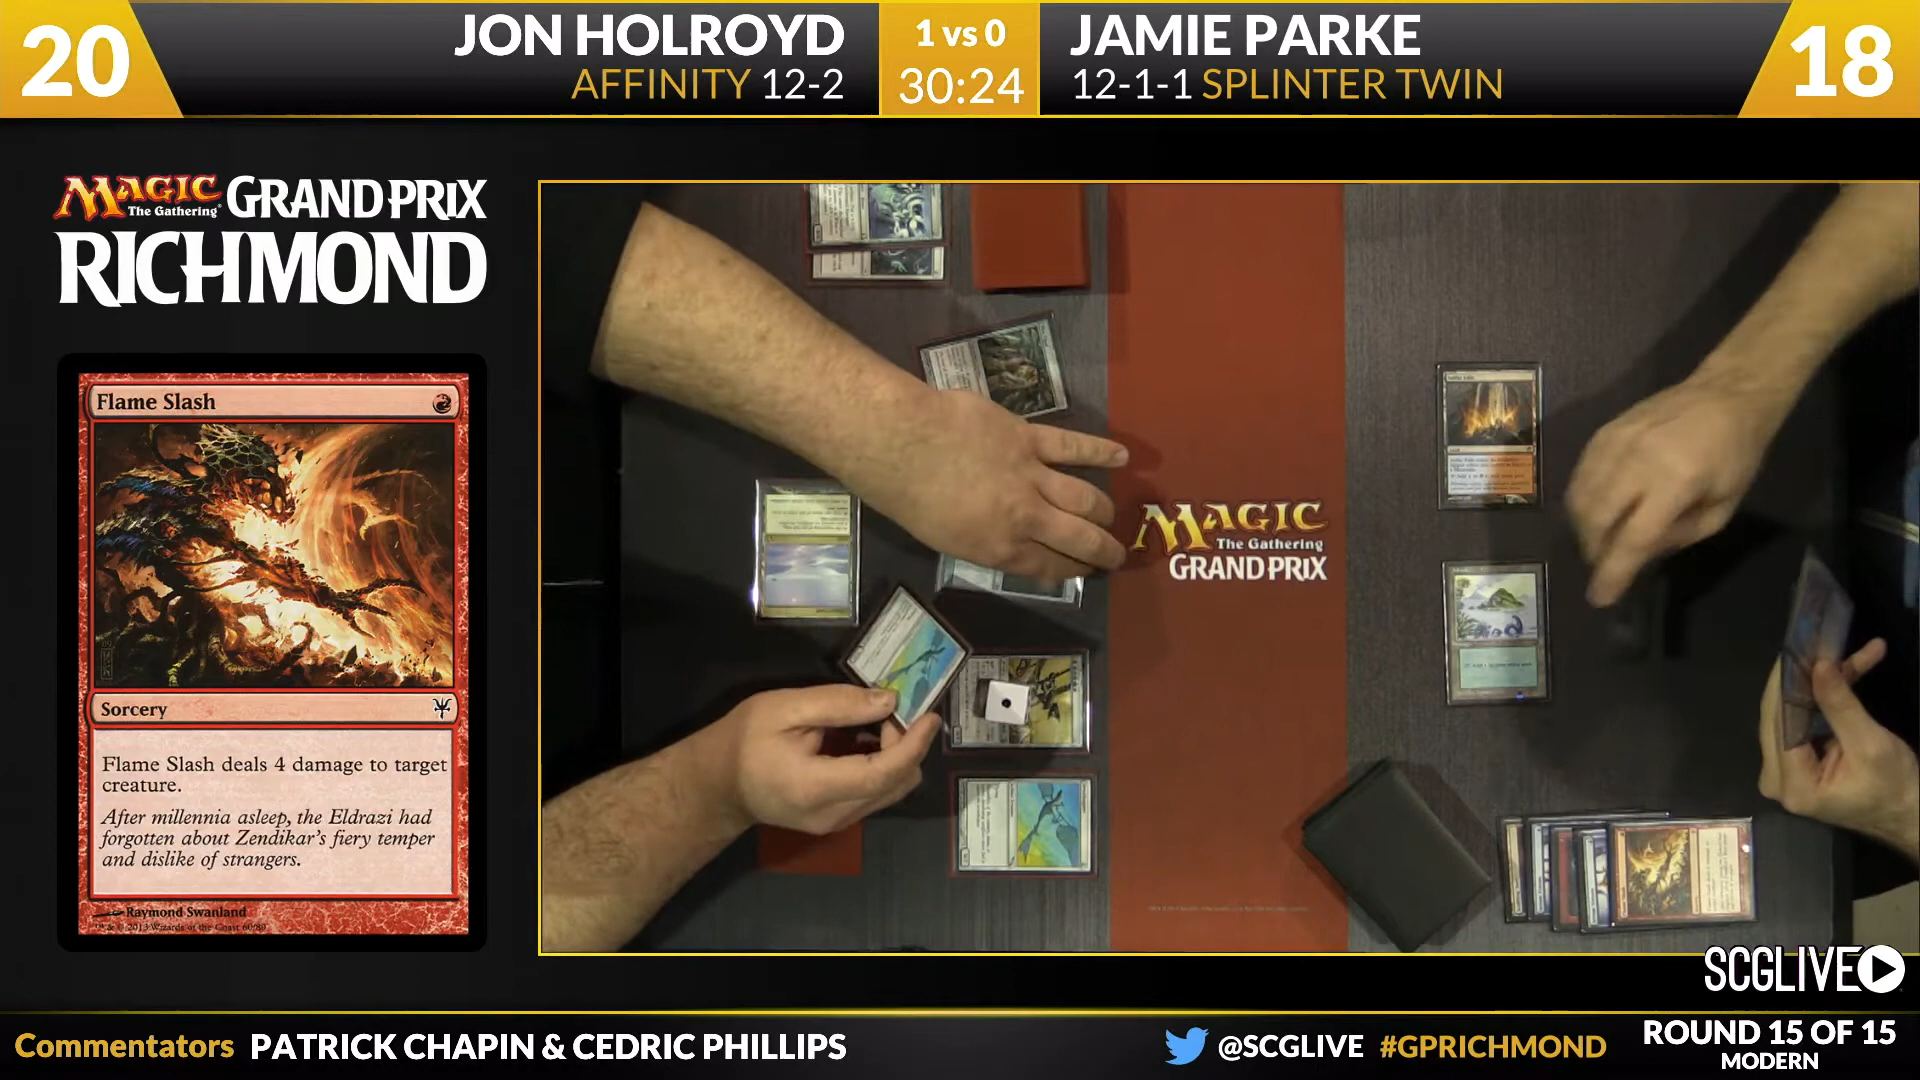 20
JON HOLROYD
AFFINITY 12-2
1 vs 0
30:24
JAMIE PARKE
12-1-1 SPLINTER TWIN
18
MAGIC
The Gathering®
GRAND PRIX
RICHMOND
Flame Slash
Sorcery
Flame Slash deals 4 damage to target
creature.
After millennia asleep, the Eldrazi had
forgotten about Zendikar's fiery temper
and dislike of strangers.
Raymond Swanland
MAGIC
The Gathering
GRAND PRIX
SCGLIVE
Commentators PATRICK CHAPIN & CEDRIC PHILLIPS
@SCGLIVE #GPRICHMOND
ROUND 15 OF 15
MODERN